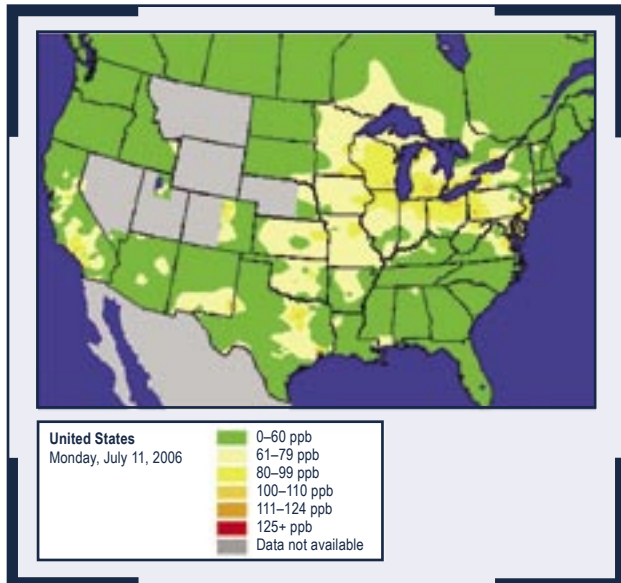 United States
Monday, July 11, 2006
0–60 ppb
61–79 ppb
80–99 ppb
100–110 ppb
111–124 ppb
125+ ppb
Data not available